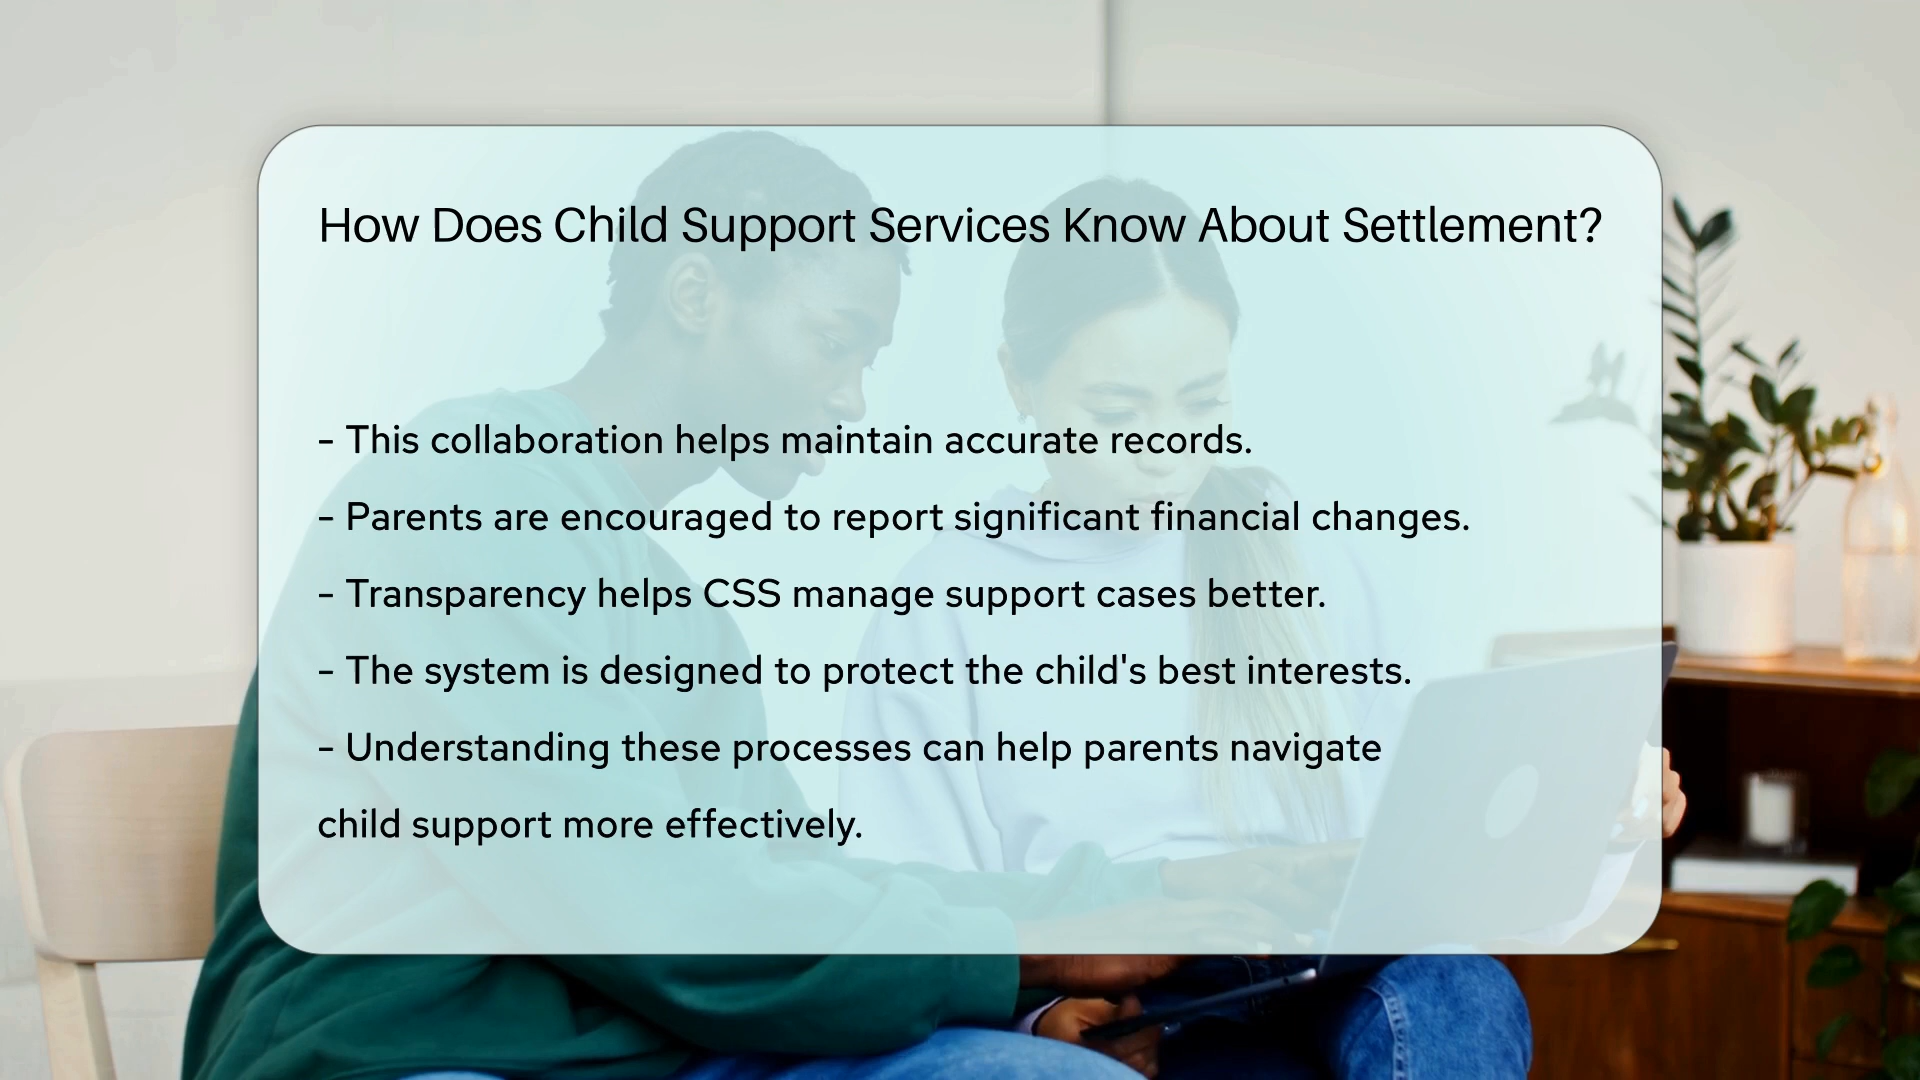 How Does Child Support Services Know About Settlement?
- This collaboration helps maintain accurate records.
- Parents are encouraged to report significant financial changes.
- Transparency helps CSS manage support cases better.
- The system is designed to protect the child's best interests.
- Understanding these processes can help parents navigate
child support more effectively.